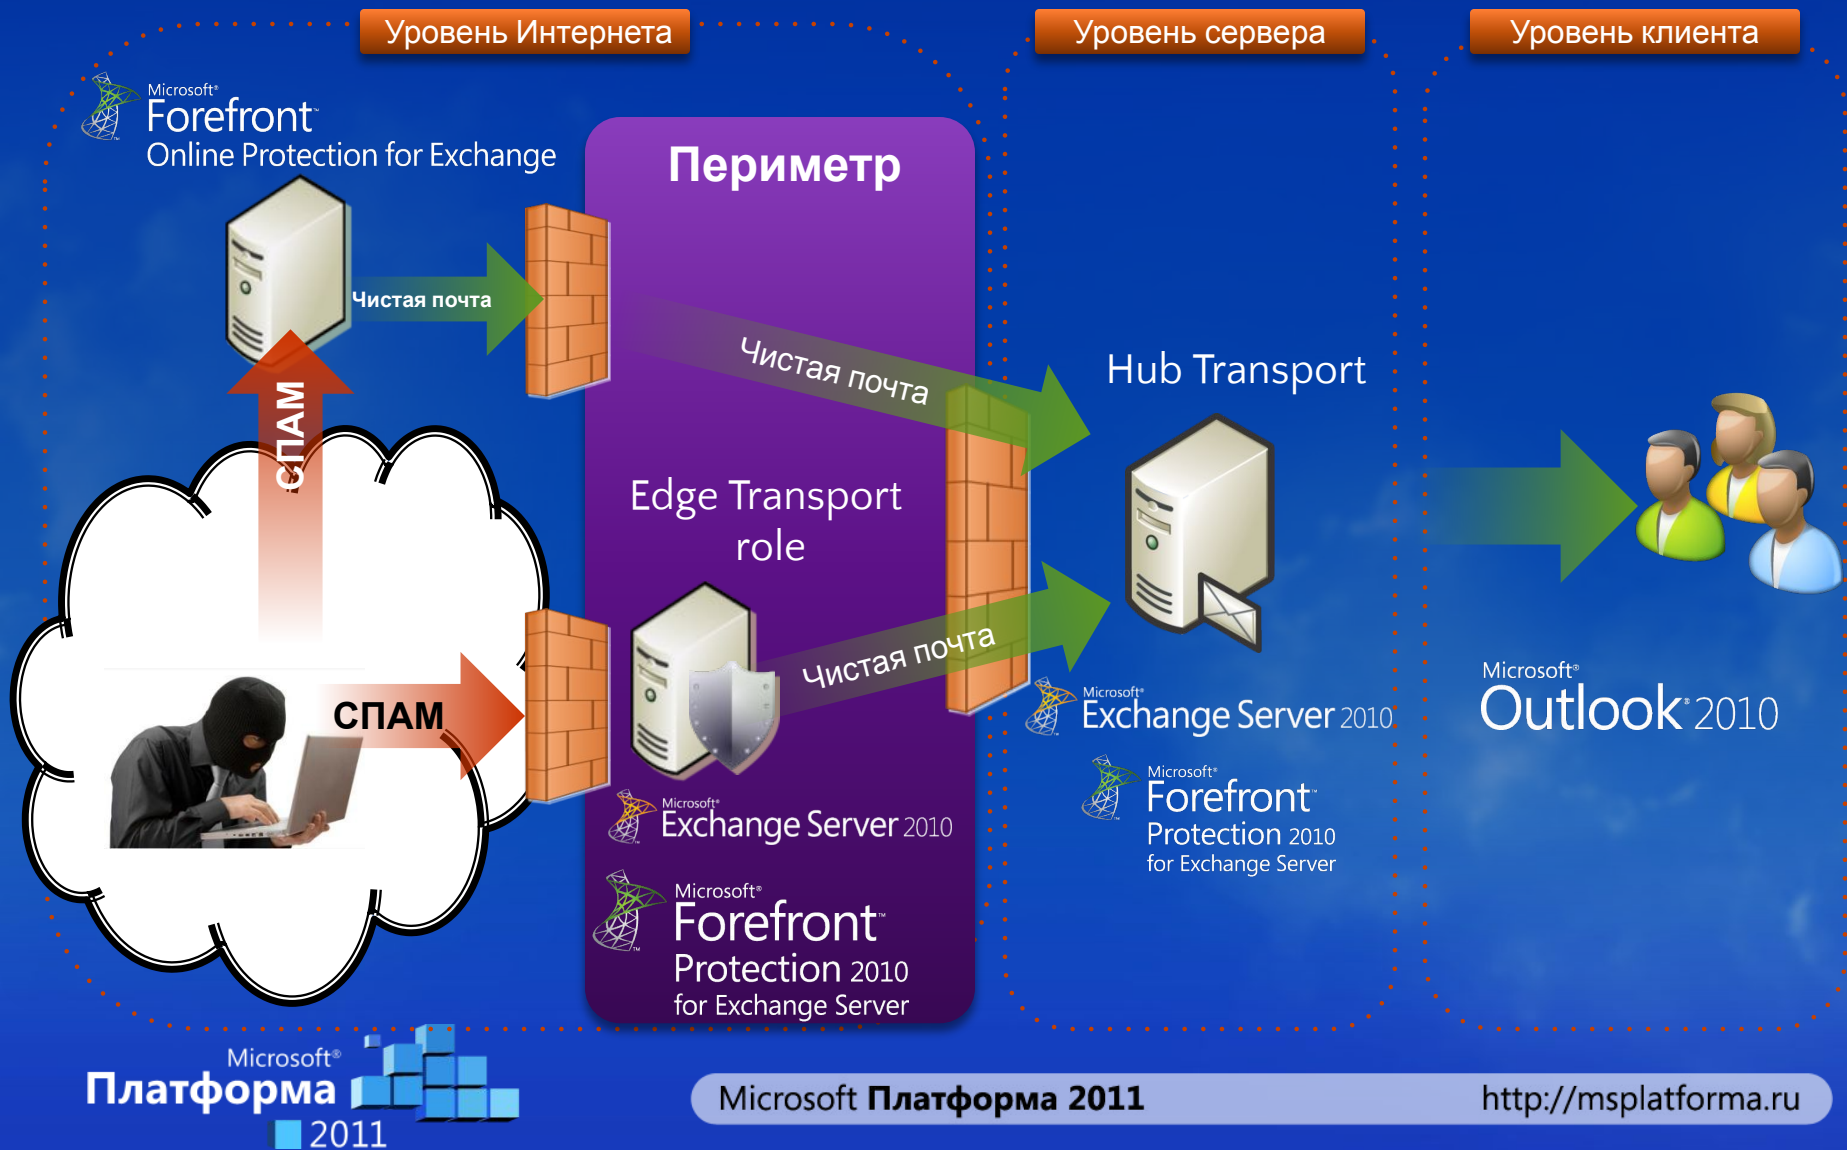 Уровень Интернета
Уровень сервера
Уровень клиента
Microsoft®
Forefront™
Online Protection for Exchange
Периметр
Чистая почта
Чистая почта
СПАМ
Hub Transport
Edge Transport
role
Чистая почта
СПАМ
Microsoft®
Exchange Server 2010
Microsoft®
Forefront™
Protection 2010
for Exchange Server
Microsoft®
Exchange Server 2010
Microsoft®
Forefront™
Protection 2010
for Exchange Server
Microsoft®
Outlook® 2010
Microsoft®
Платформа
2011
Microsoft Платформа 2011
http://msplatforma.ru